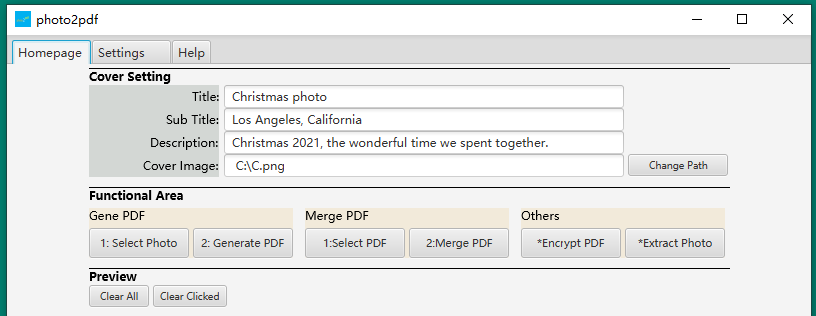 photo2pdf
Homepage Settings Help
Cover Setting
Title: Christmas photo
Sub Title: Los Angeles, California
Description: Christmas 2021, the wonderful time we spent together.
Cover Image: C:\C.png Change Path
Functional Area
Gene PDF Merge PDF Others
1: Select Photo 2: Generate PDF 1:Select PDF 2:Merge PDF *Encrypt PDF *Extract Photo
Preview
Clear All Clear Clicked